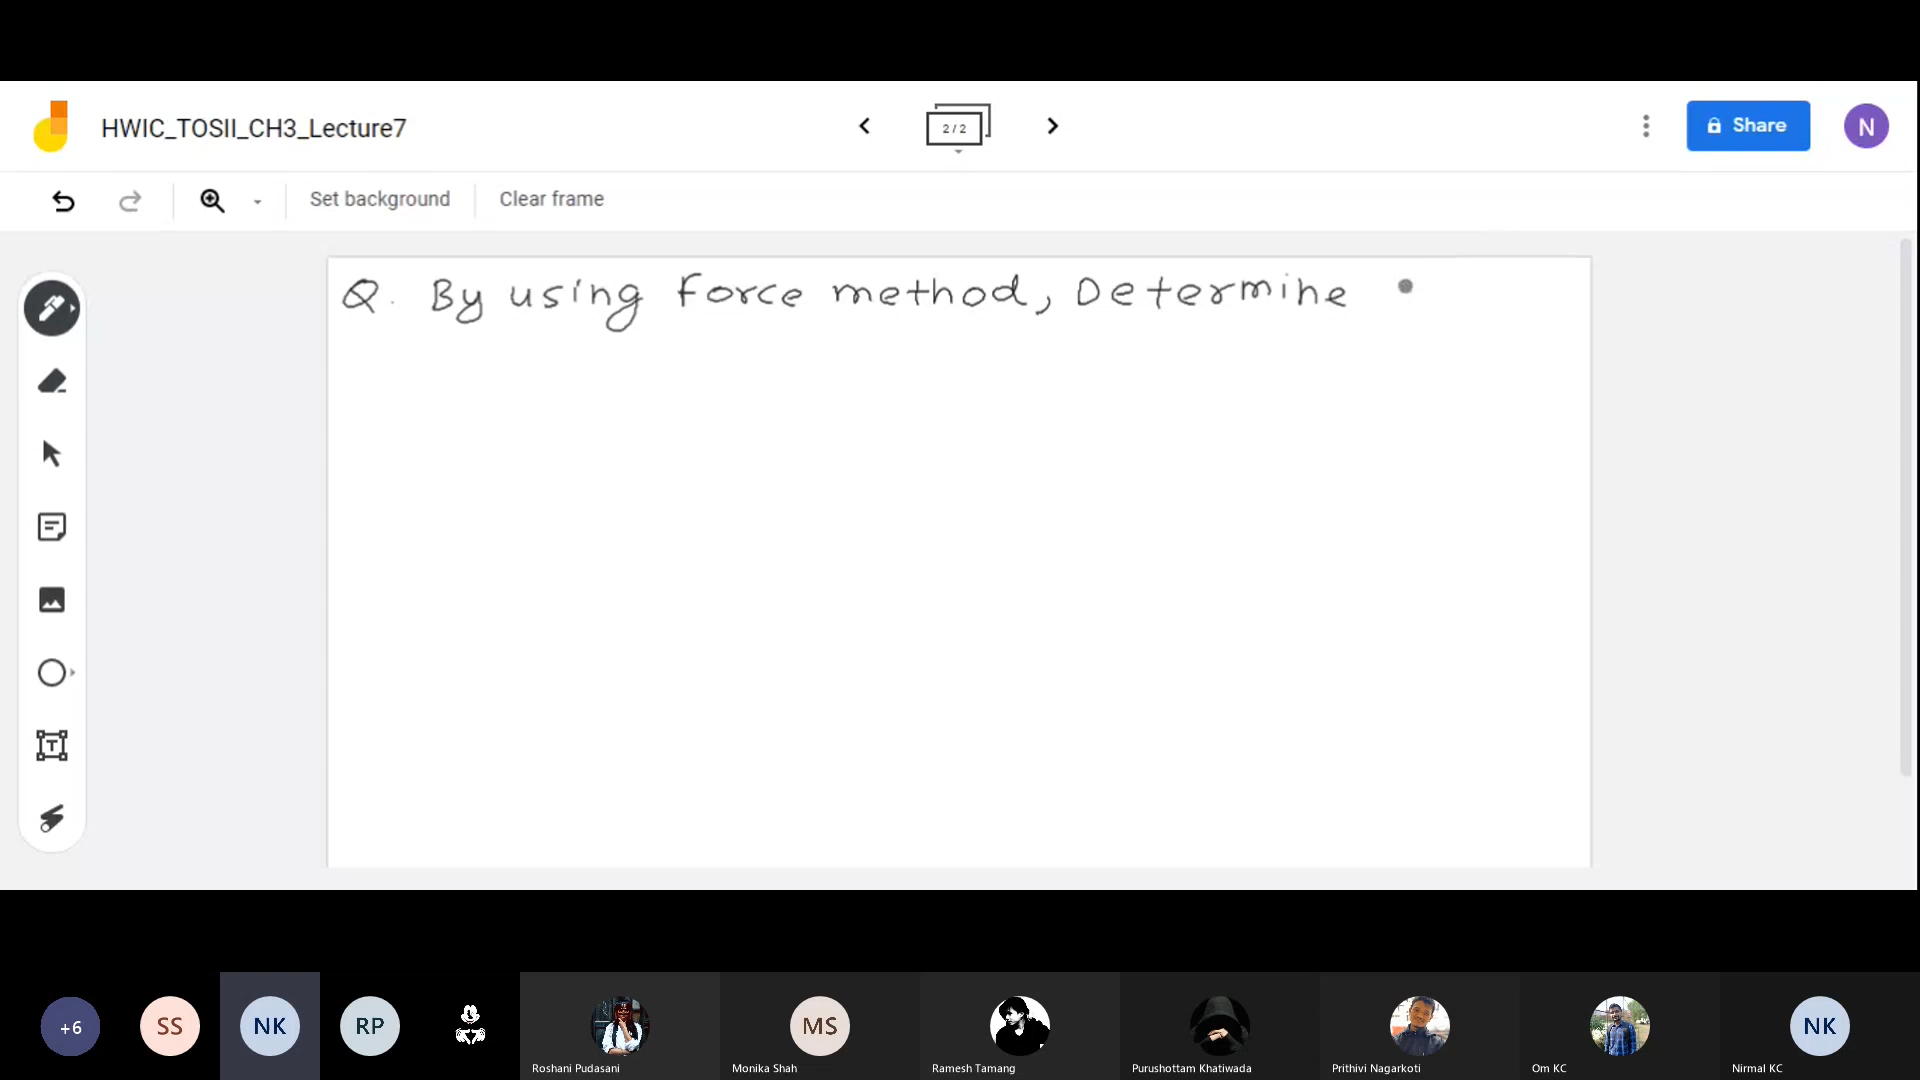 HWIC_TOSII_CH3_Lecture7
2 / 2
Share
N
Set background
Clear frame
Q. By using force method, Determine
T
+6
SS
NK
RP
MS
NK
Roshani Pudasani
Monika Shah
Ramesh Tamang
Purushottam Khatiwada
Prithivi Nagarkoti
Om KC
Nirmal KC